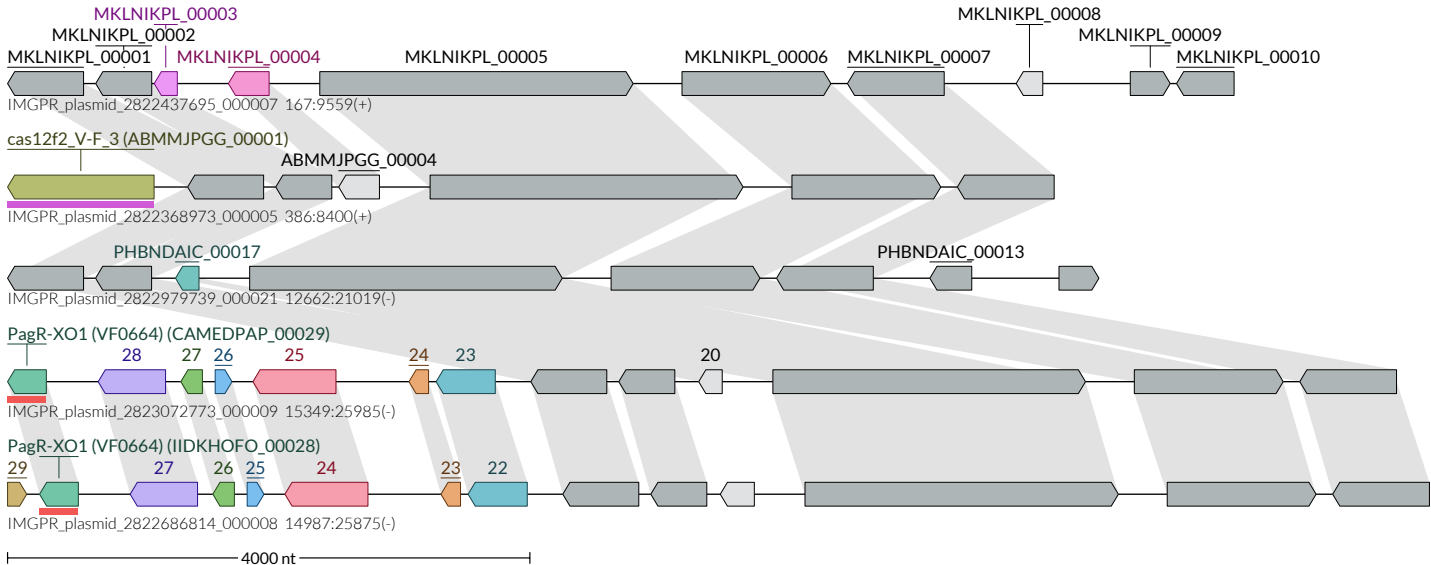 MKLNIKPL_00003 MKLNIKPL_00008
MKLNIKPL_00002 MKLNIKPL_00009
MKLNIKPL_00001 MKLNIKPL_00004 MKLNIKPL_00005 MKLNIKPL_00006 MKLNIKPL_00007 MKLNIKPL_00010
IMGPR_plasmid_2822437695_000007 167:9559(+)
cas12f2_V-F_3 (ABMMJPGG_00001)
ABMMJPGG_00004
IMGPR_plasmid_2822368973_000005 386:8400(+)
PHBNDAIC_00017 PHBNDAIC_00013
IMGPR_plasmid_2822979739_000021 12662:21019(-)
PagR-XO1 (VF0664) (CAMEDPAP_00029)
28 27 26 25 24 23 20
IMGPR_plasmid_2823072773_000009 15349:25985(-)
PagR-XO1 (VF0664) (IIDKHOFO_00028)
29 27 26 25 24 23 22
IMGPR_plasmid_2822686814_000008 14987:25875(-)
4000 nt